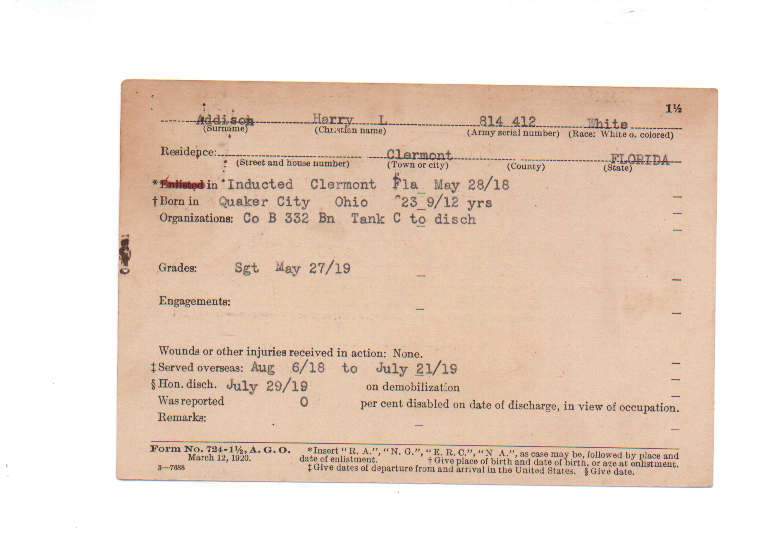 1½
Addison Harry L 814 412 White
(Surname) (Christian name) (Army serial number) (Race: White or colored)
Residence: Clermont FLORIDA
(Street and house number) (Town or city) (County) (State)
*Enlisted in Inducted Clermont Fla May 28/18
†Born in Quaker City Ohio 23 9/12 yrs
Organizations: Co B 332 Bn Tank C to disch
Grades: Sgt May 27/19
Engagements:
Wounds or other injuries received in action: None.
‡Served overseas: Aug 6/18 to July 21/19
§Hon. disch. July 29/19 on demobilization
Was reported 0 per cent disabled on date of discharge, in view of occupation.
Remarks:
Form No. 724-1½, A. G. O. *Insert "R. A.", "N. G.", "E. R. C.", "N A.", as case may be, followed by place and
March 12, 1920. date of enlistment. †Give place of birth and date of birth, or age at enlistment.
3—7688 ‡Give dates of departure from and arrival in the United States. §Give date.